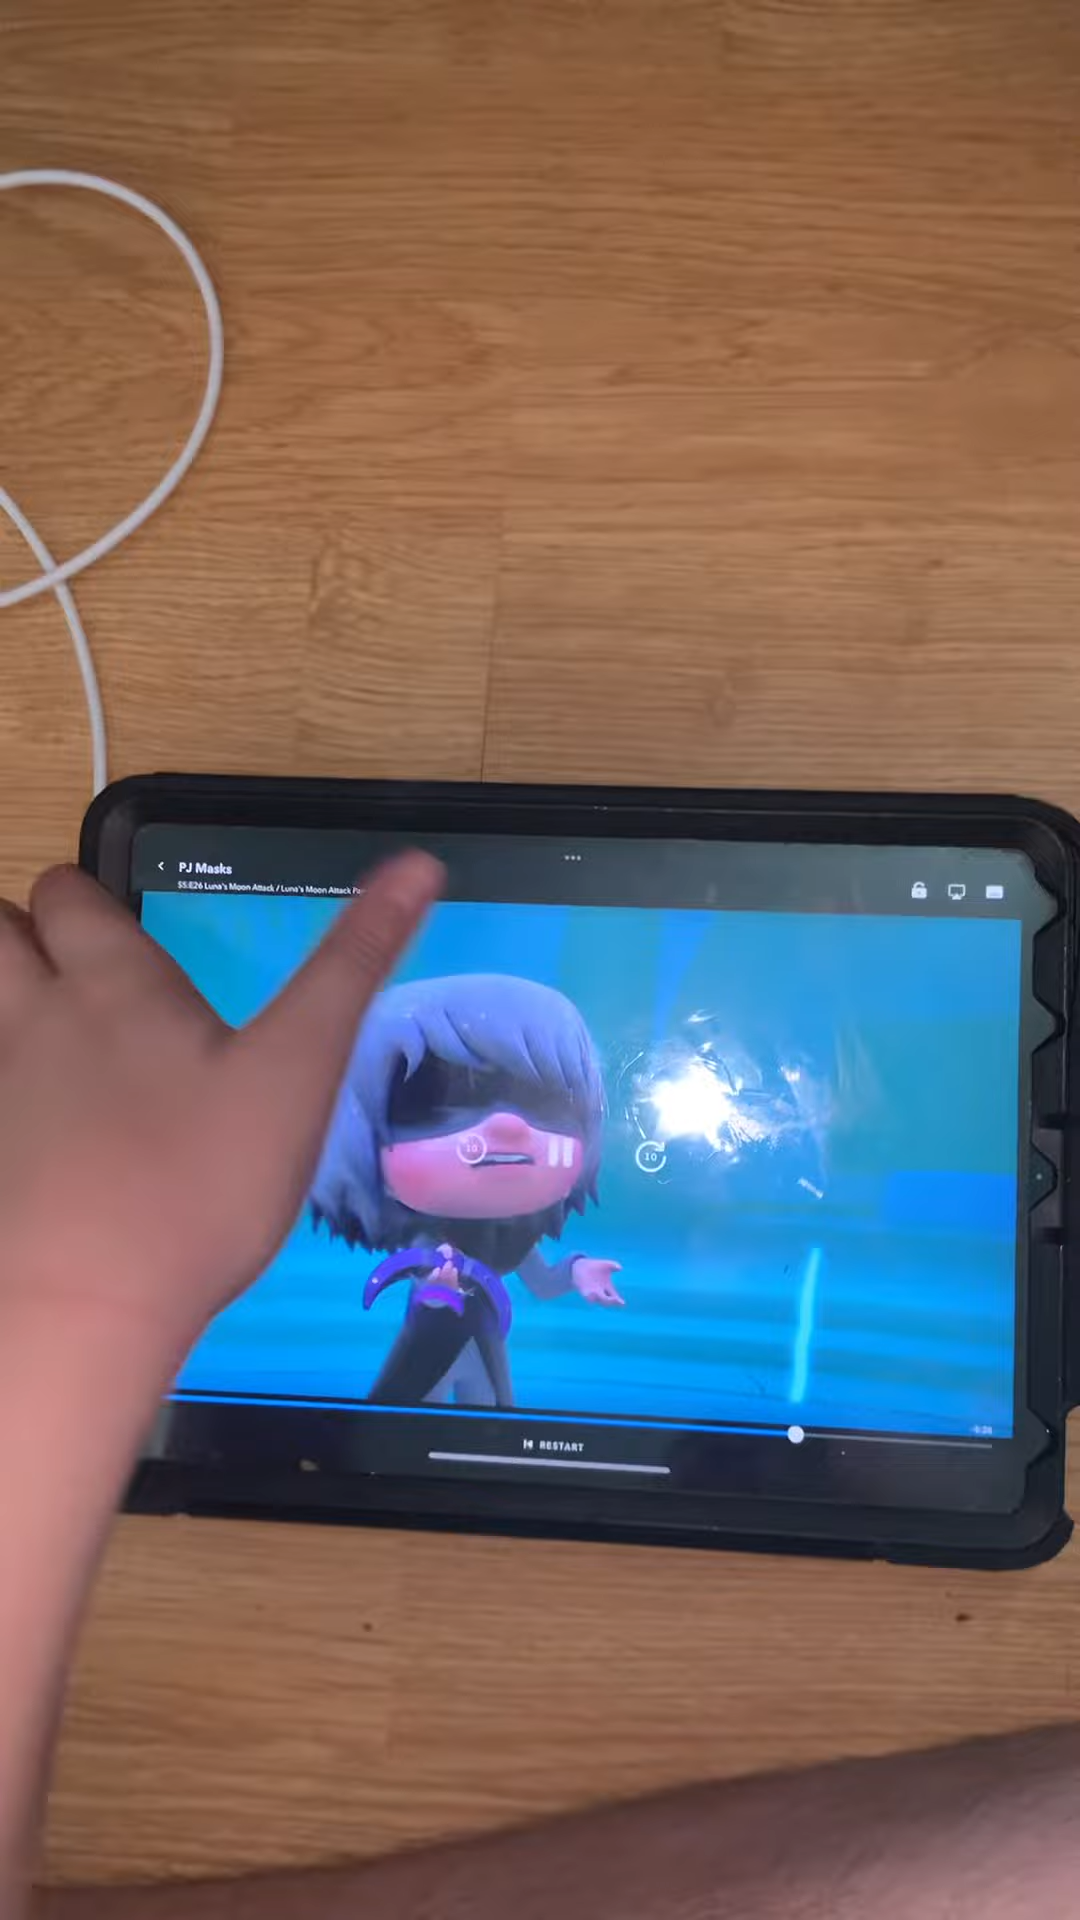 PJ Masks
S5:E26 Luna's Moon Attack / Luna's Moon Attack
10
10
RESTART